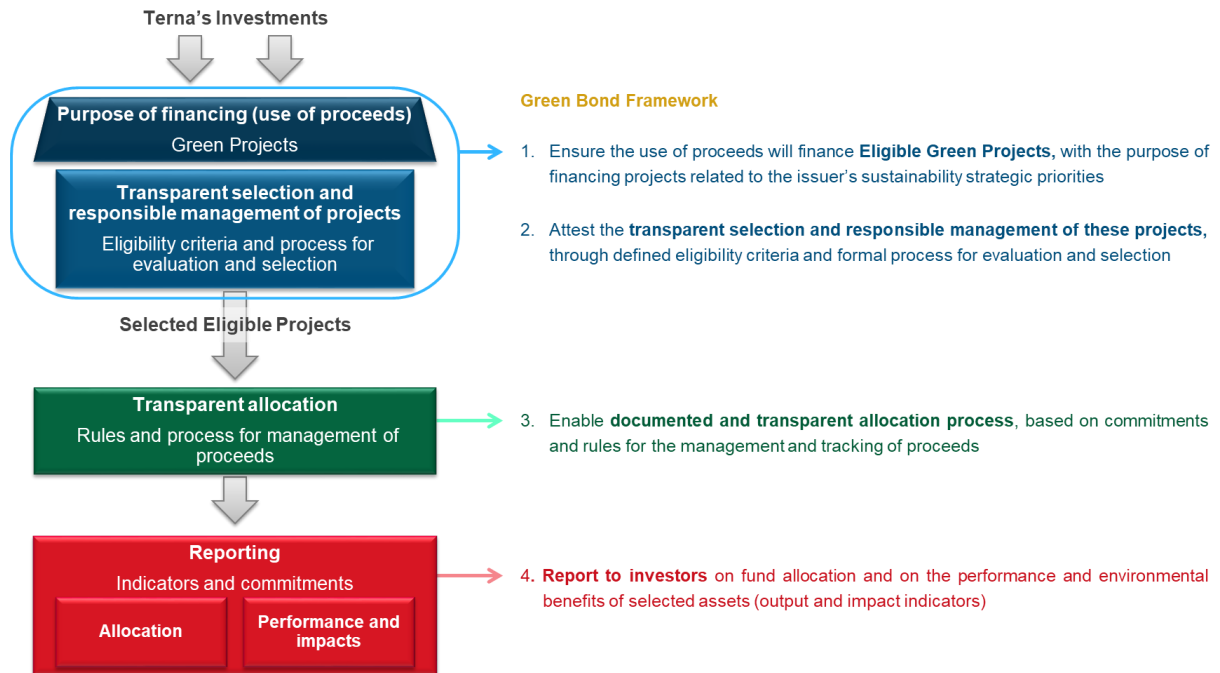 Terna's Investments
Purpose of financing (use of proceeds)
Green Projects
Transparent selection and
responsible management of projects
Eligibility criteria and process for
evaluation and selection
Selected Eligible Projects
Transparent allocation
Rules and process for management of
proceeds
Reporting
Indicators and commitments
Allocation
Performance and
impacts
Green Bond Framework
1. Ensure the use of proceeds will finance Eligible Green Projects, with the purpose of
financing projects related to the issuer's sustainability strategic priorities
2. Attest the transparent selection and responsible management of these projects,
through defined eligibility criteria and formal process for evaluation and selection
3. Enable documented and transparent allocation process, based on commitments
and rules for the management and tracking of proceeds
4. Report to investors on fund allocation and on the performance and environmental
benefits of selected assets (output and impact indicators)